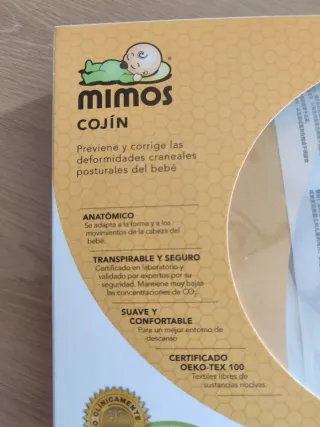 mimos
COJÍN
Previene y corrige las
deformidades craneales
posturales del bebé
ANATÓMICO
Se adapta a la forma y a los
movimientos de la cabeza del
bebé.
TRANSPIRABLE Y SEGURO
Certificado en laboratorio y
validado por expertos por su
seguridad. Mantiene muy bajas
las concentraciones de CO₂.
SUAVE Y
CONFORTABLE
Para un mejor entorno de
descanso
CERTIFICADO
OEKO-TEX 100
Textiles libres de
sustancias nocivas.
CLÍNICAMENTE